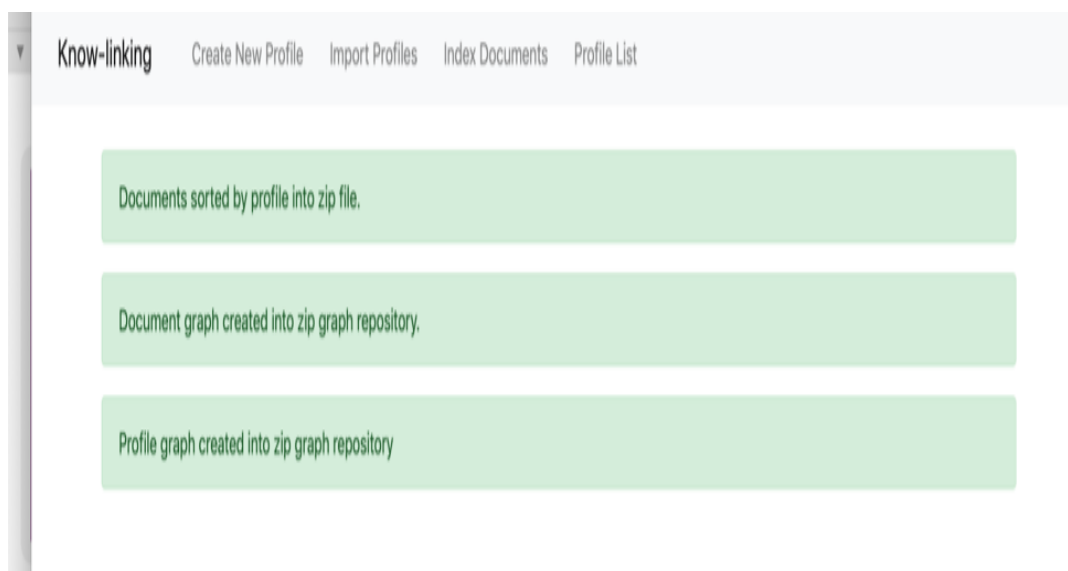 Know-linking Create New Profile Import Profiles Index Documents Profile List
Documents sorted by profile into zip file.
Document graph created into zip graph repository.
Profile graph created into zip graph repository